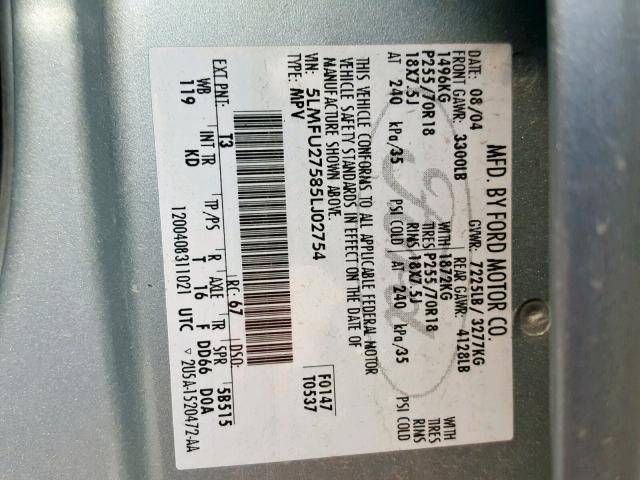 MFD. BY FORD MOTOR CO.
08/04 GVWR: 7225LB / 3277KG
FRONT GAWR: 3300LB REAR GAWR: 4128LB
1496KG WITH 1872KG WITH
P255/70R18 TIRES P255/70R18 TIRES
18X7.5J RIMS 18X7.5J RIMS
AT 240 kPa/35 PSI COLD AT 240 kPa/35 PSI COLD
THIS VEHICLE CONFORMS TO ALL APPLICABLE FEDERAL MOTOR
VEHICLE SAFETY STANDARDS IN EFFECT ON THE DATE OF
MANUFACTURE SHOWN ABOVE.
VIN: 5LMFU27585LJ02754 F0147
TYPE: MPV T0537
EXT PNT: T3 RC: 67 DSO:
WB INT TR TP/PS R AXLE TR SPR
119 KD T 16 F DD66 D0A 5B515
1200408311021 UTC ▽ 2U5A-1520472-AA